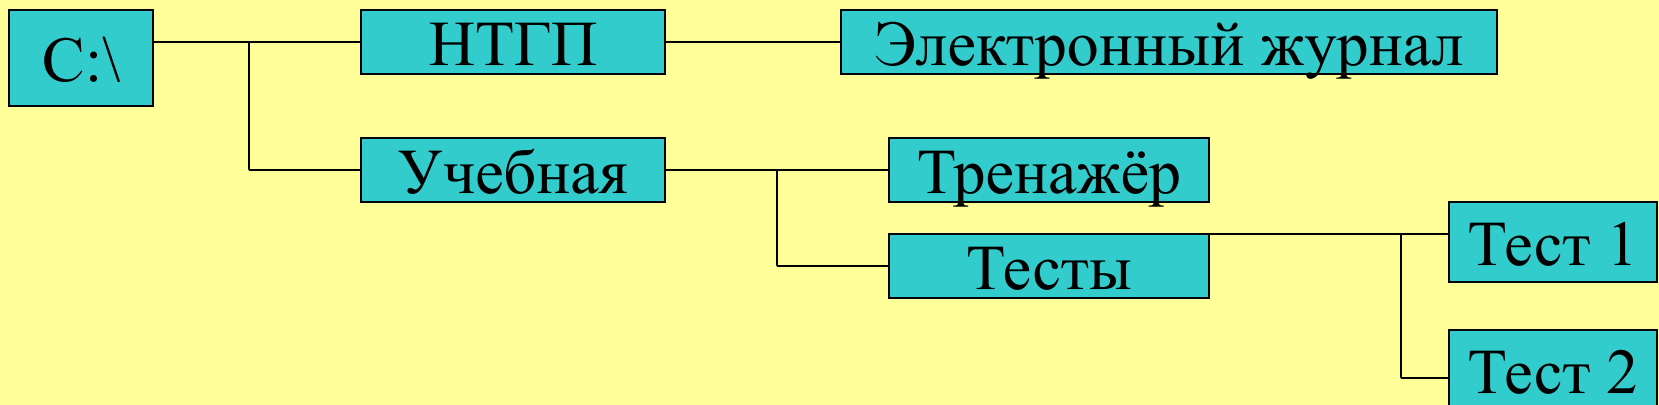 C:\
НТГП
Электронный журнал
Учебная
Тренажёр
Тесты
Тест 1
Тест 2